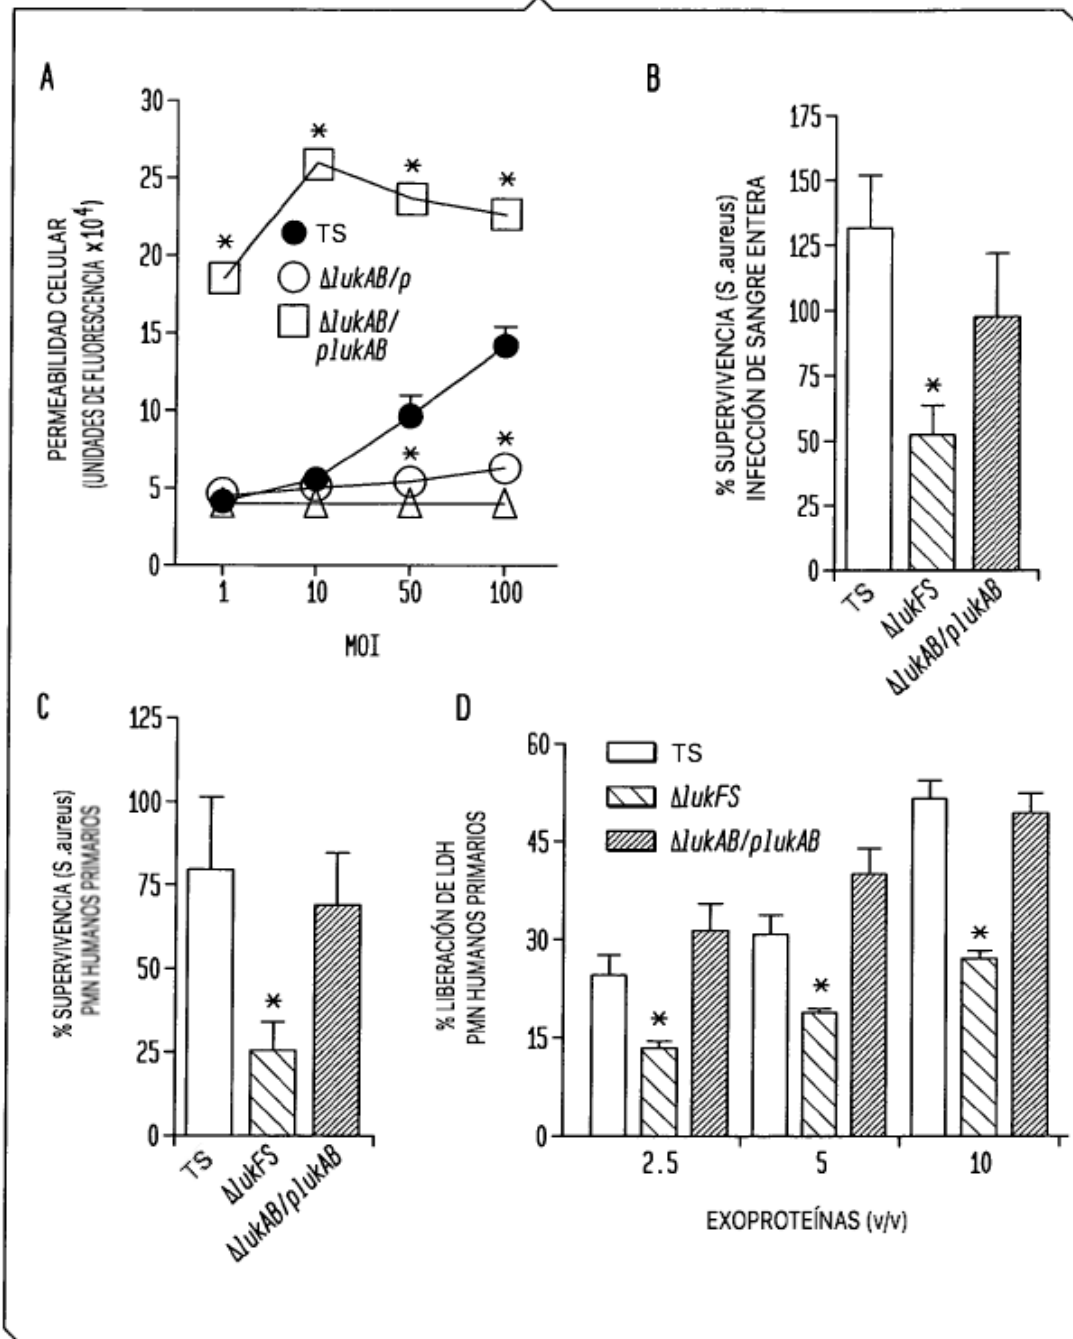 A
30
25
20
15
10
5
0
PERMEABILIDAD CELULAR
(UNIDADES DE FLUORESCENCIA x10⁴)
*
*
*
*
TS
ΔlukAB/p
ΔlukAB/
plukAB
*
*
1 10 50 100
MOI
B
175
150
125
100
75
50
25
0
% SUPERVIVENCIA (S .aureus)
INFECCIÓN DE SANGRE ENTERA
*
TS
ΔlukFS
ΔlukAB/plukAB
C
125
100
75
50
25
0
% SUPERVIVENCIA (S .aureus)
PMN HUMANOS PRIMARIOS
*
TS
ΔlukFS
ΔlukAB/plukAB
D
60
45
30
15
0
% LIBERACIÓN DE LDH
PMN HUMANOS PRIMARIOS
TS
ΔlukFS
ΔlukAB/plukAB
*
*
*
2.5 5 10
EXOPROTEÍNAS (v/v)